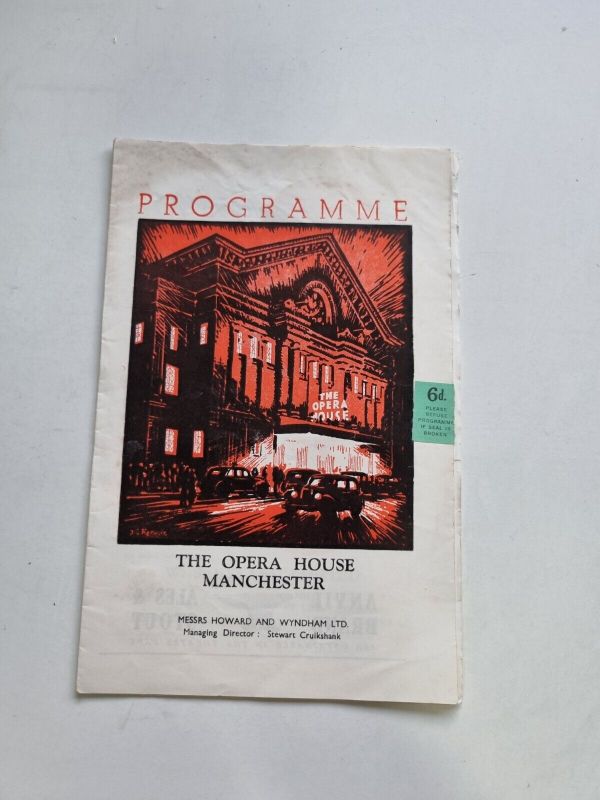 PROGRAMME
THE
OPERA
HOUSE
6d.
PLEASE
REFUSE
PROGRAMME
IF SEAL IS
BROKEN
THE OPERA HOUSE
MANCHESTER
MESSRS HOWARD AND WYNDHAM LTD.
Managing Director : Stewart Cruikshank